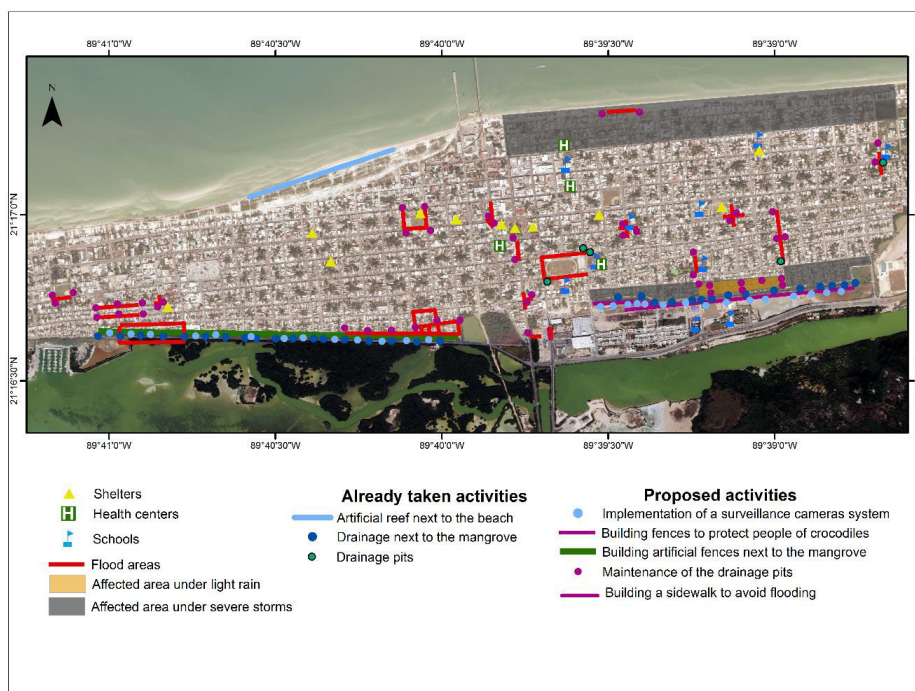 89°41'0"W 89°40'30"W 89°40'0"W 89°39'30"W 89°39'0"W
N
21°17'0"N
21°16'30"N
H
H
H
H
89°41'0"W 89°40'30"W 89°40'0"W 89°39'30"W 89°39'0"W
Shelters
H Health centers
Schools
Flood areas
Affected area under light rain
Affected area under severe storms
Already taken activities
Artificial reef next to the beach
Drainage next to the mangrove
Drainage pits
Proposed activities
Implementation of a surveillance cameras system
Building fences to protect people of crocodiles
Building artificial fences next to the mangrove
Maintenance of the drainage pits
Building a sidewalk to avoid flooding